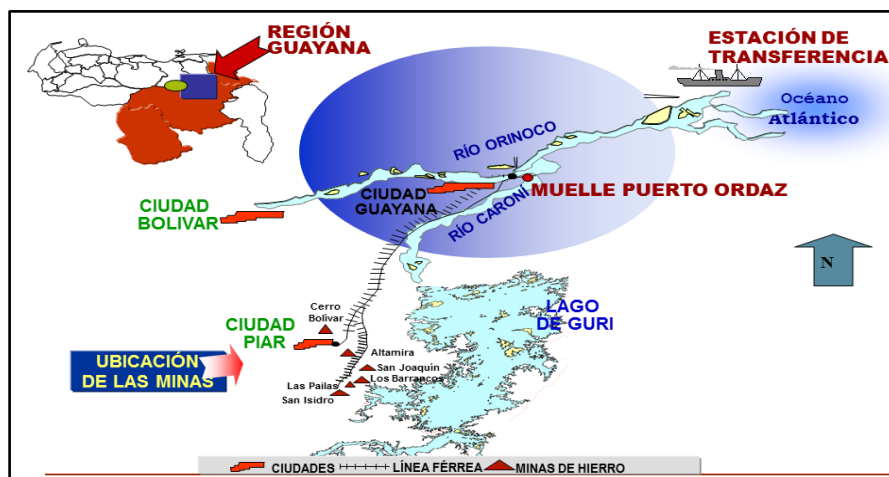 REGIÓN
GUAYANA
ESTACIÓN DE
TRANSFERENCIA
Océano
Atlántico
RÍO ORINOCO
CIUDAD
GUAYANA
MUELLE PUERTO ORDAZ
CIUDAD
BOLIVAR
RÍO CARONÍ
N
Cerro
Bolivar
LAGO
DE GURI
CIUDAD
PIAR
UBICACIÓN
DE LAS MINAS
Altamira
San Joaquín
Los Barrancos
Las Pailas
San Isidro
CIUDADES
LÍNEA FÉRREA
MINAS DE HIERRO